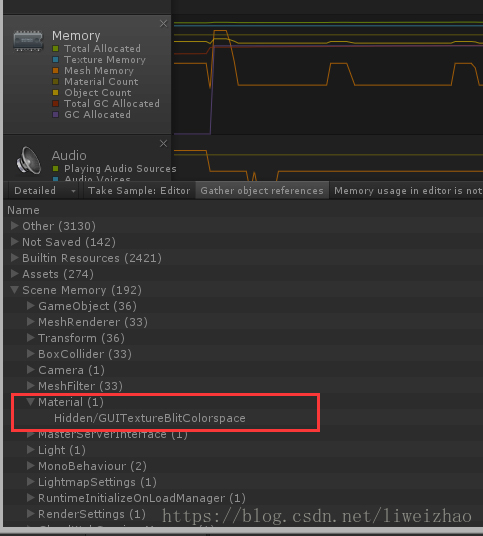 Memory
Total Allocated
Texture Memory
Mesh Memory
Material Count
Object Count
Total GC Allocated
GC Allocated
Audio
Playing Audio Sources
Audio Voices
Detailed Take Sample: Editor Gather object references Memory usage in editor is not
Name
Other (3130)
Not Saved (142)
Builtin Resources (2421)
Assets (274)
Scene Memory (192)
GameObject (36)
MeshRenderer (33)
Transform (36)
BoxCollider (33)
Camera (1)
MeshFilter (33)
Material (1)
Hidden/GUITextureBlitColorspace
MasterServerInterface (1)
Light (1)
MonoBehaviour (2)
LightmapSettings (1)
RuntimeInitializeOnLoadManager (1)
RenderSettings (1)
https://blog.csdn.net/liweizhao